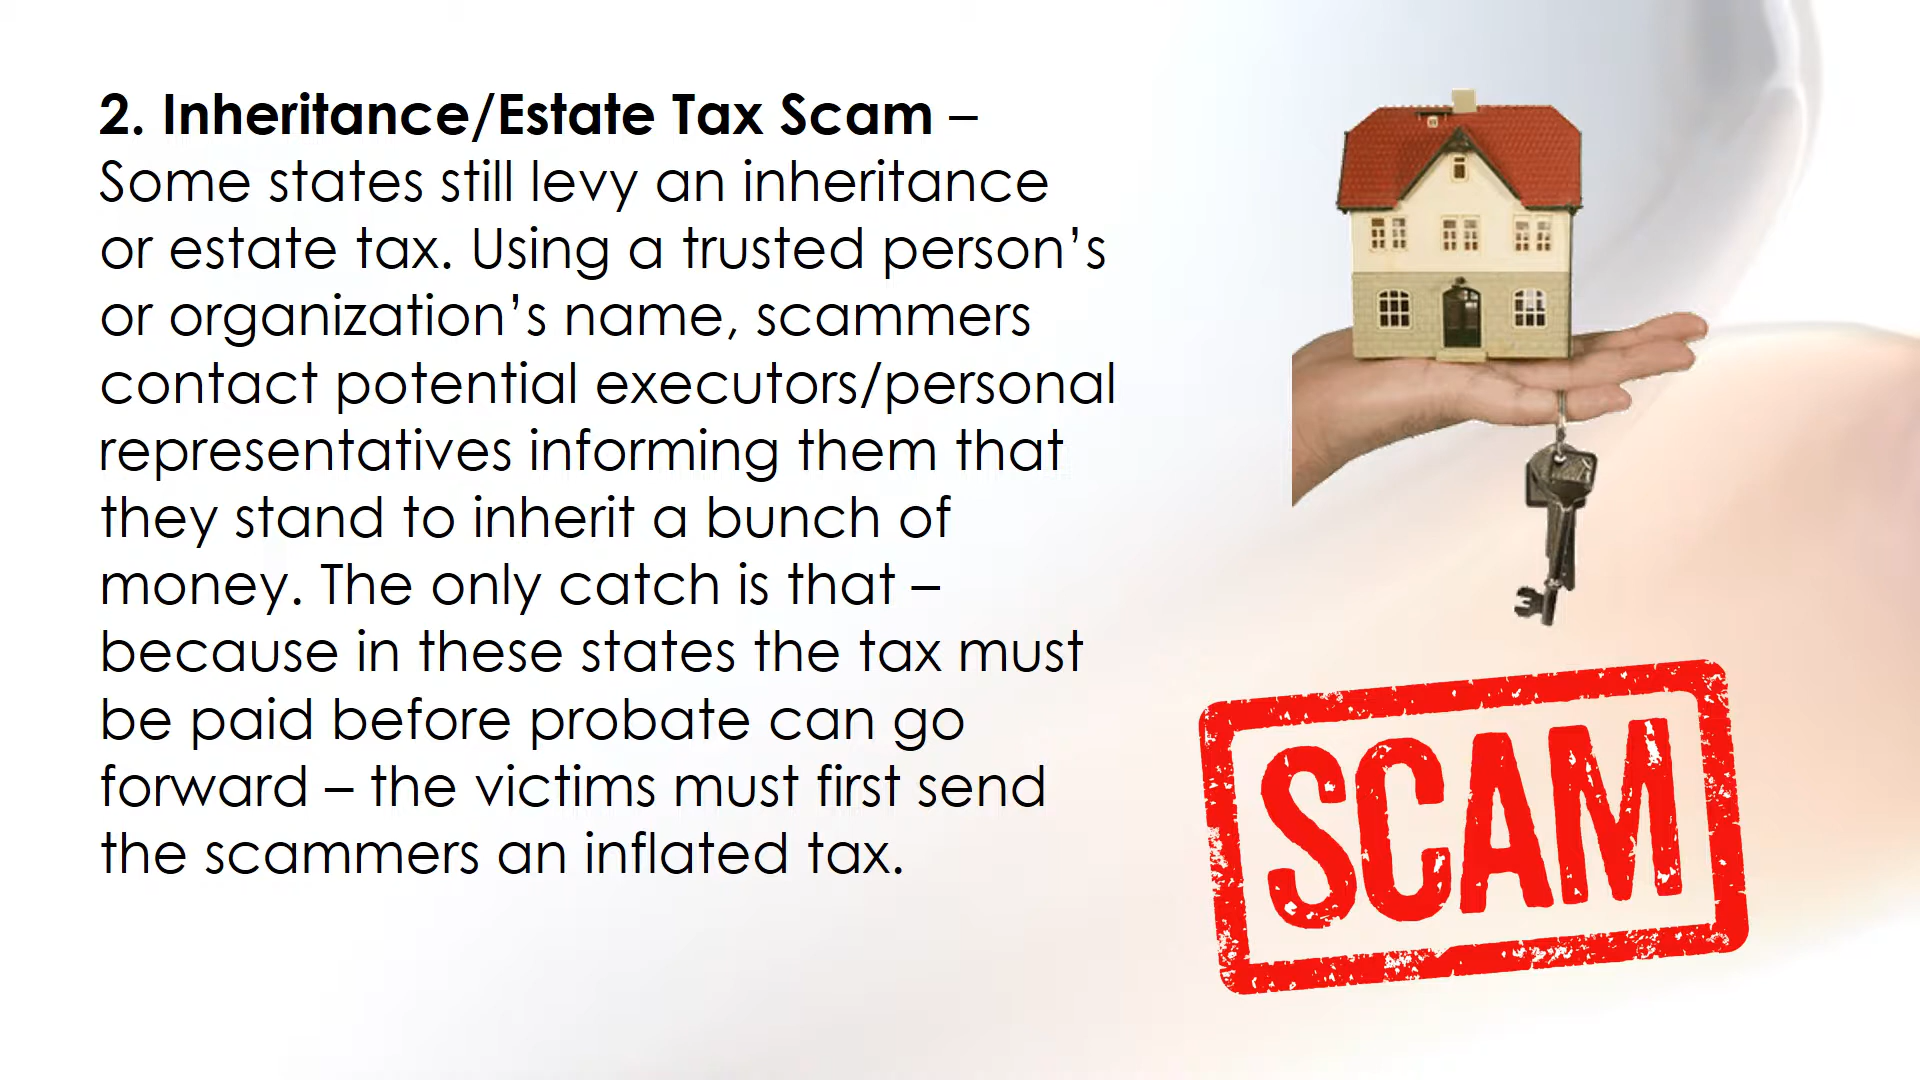 2. Inheritance/Estate Tax Scam –
Some states still levy an inheritance
or estate tax. Using a trusted person’s
or organization’s name, scammers
contact potential executors/personal
representatives informing them that
they stand to inherit a bunch of
money. The only catch is that –
because in these states the tax must
be paid before probate can go
forward – the victims must first send
the scammers an inflated tax.
SCAM